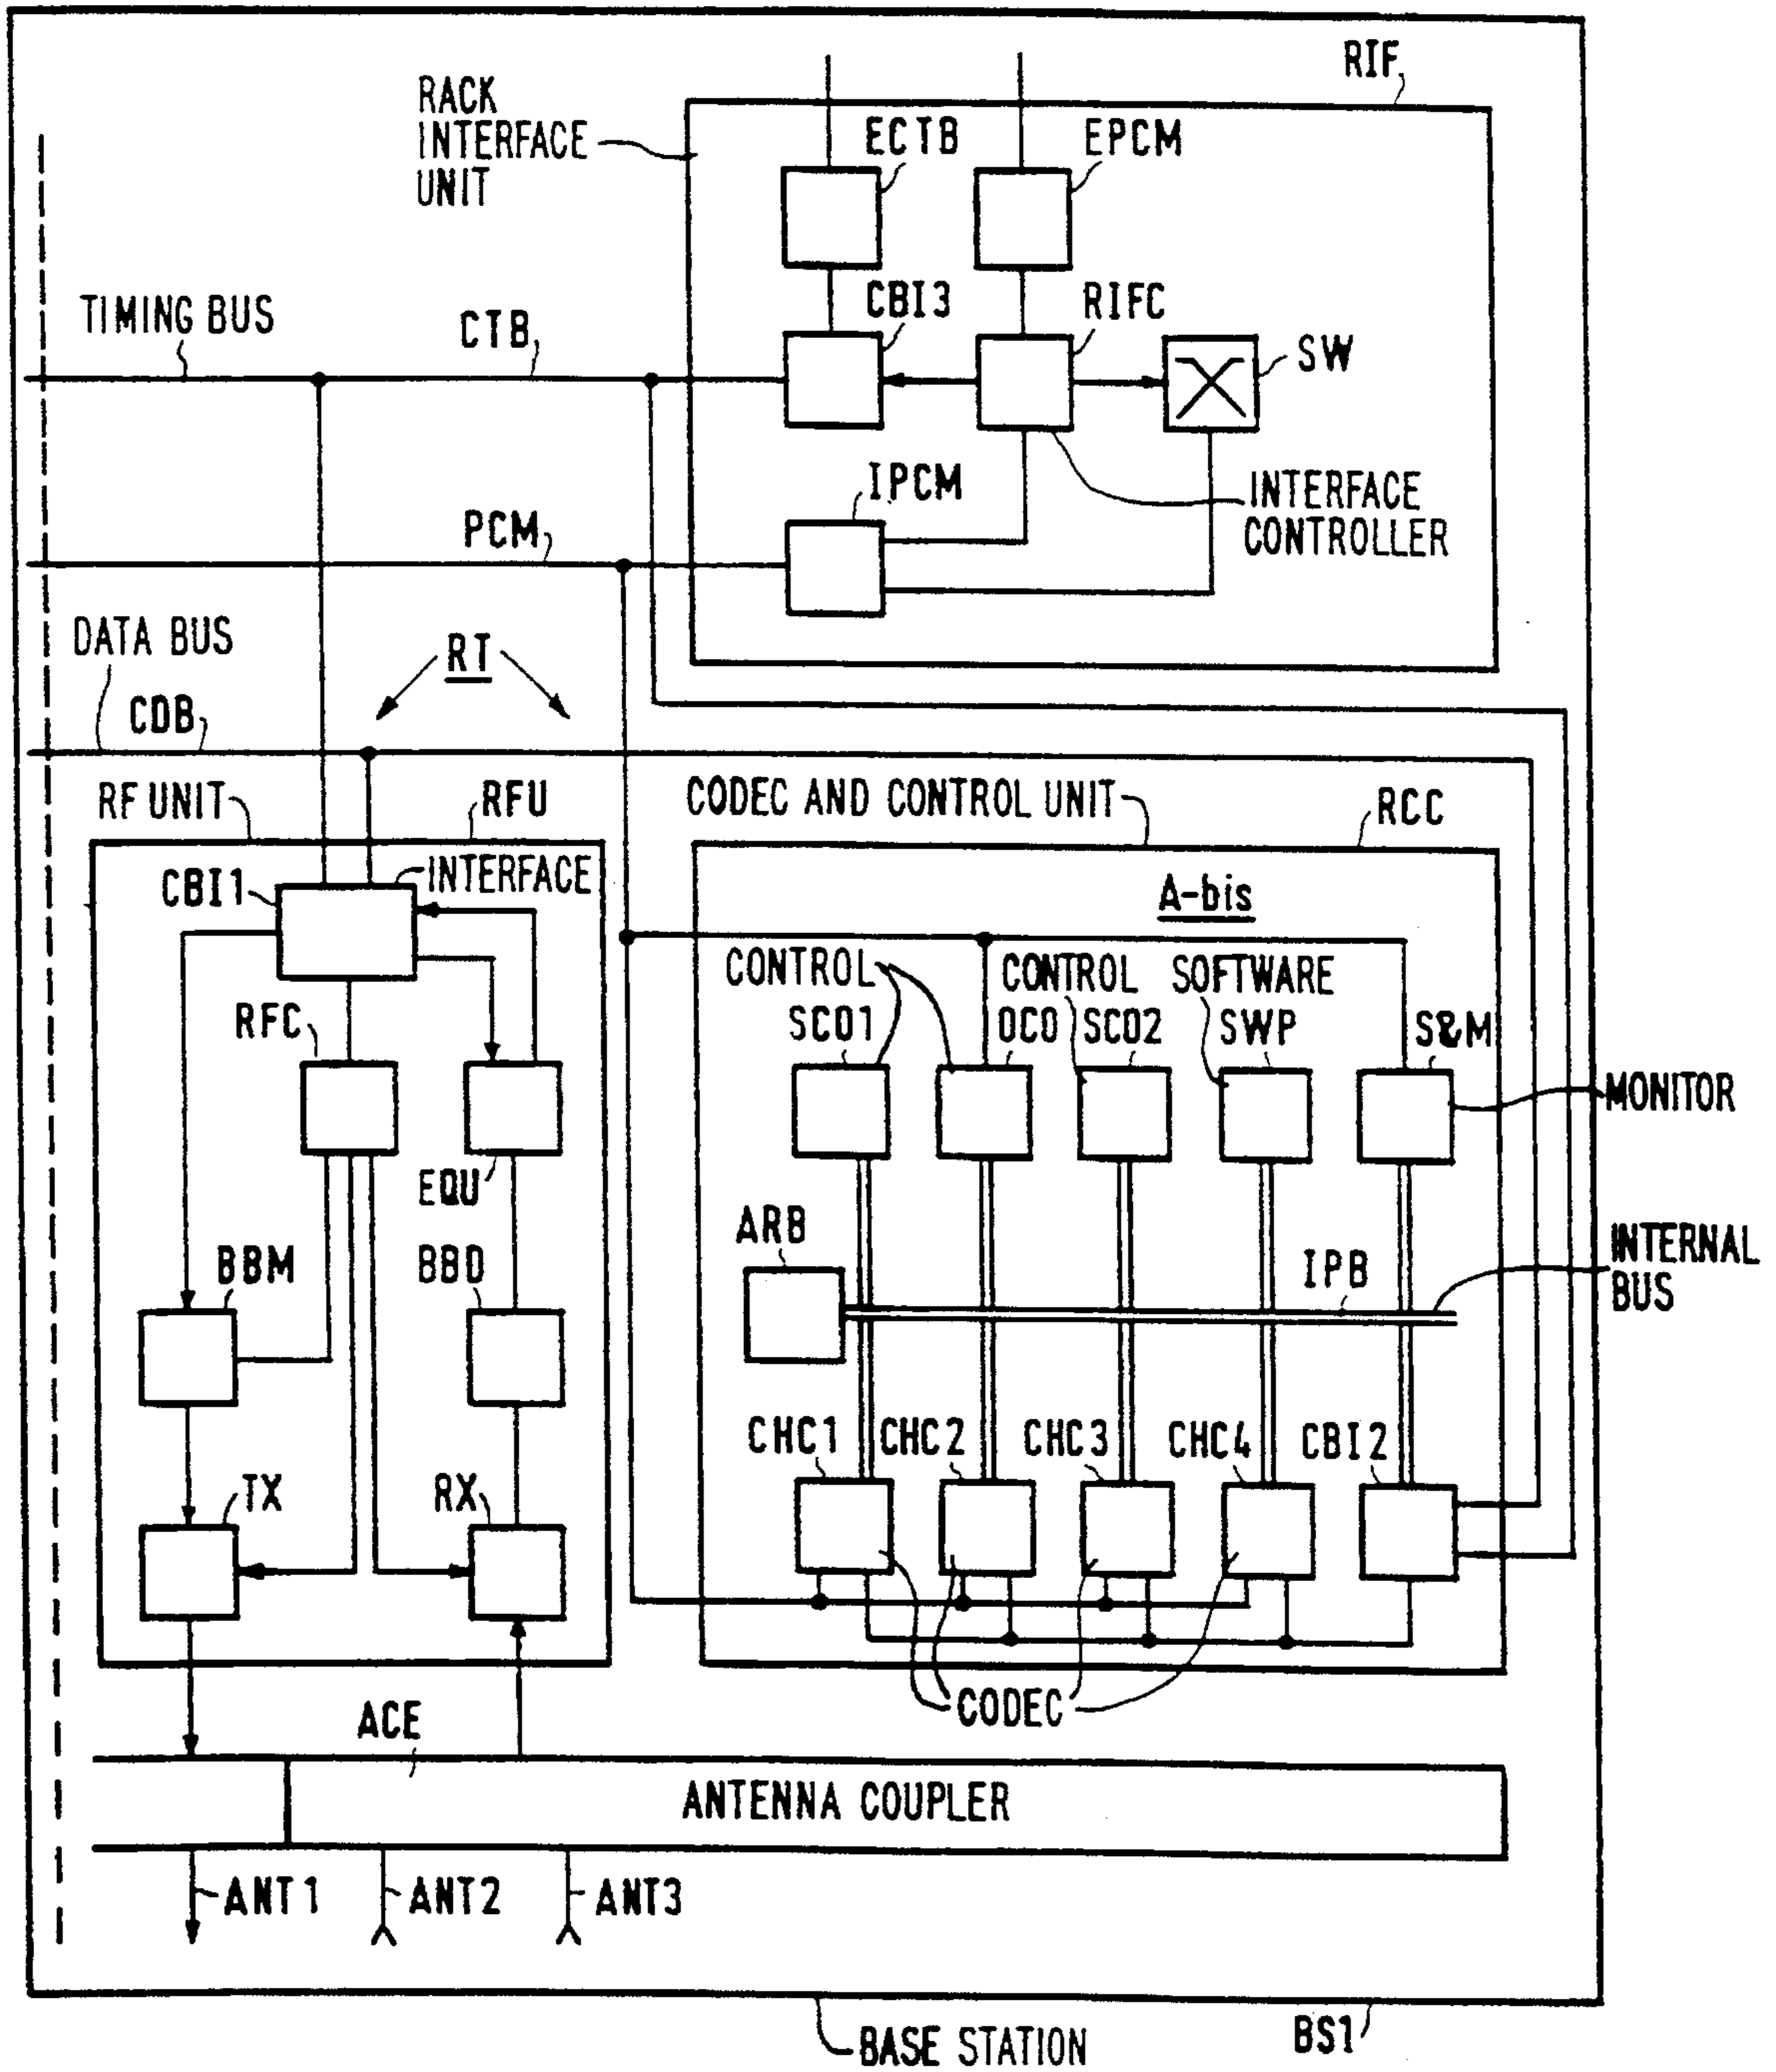 RIF
RACK
INTERFACE
UNIT
ECTB
EPCM
TIMING BUS
CTB
CBI3
RIFC
SW
IPCM
INTERFACE
CONTROLLER
PCM
DATA BUS
RT
CDB
RF UNIT
RFU
CODEC AND CONTROL UNIT
RCC
CBI1
INTERFACE
A-bis
CONTROL
CONTROL
SOFTWARE
RFC
SCO1
OCO
SCO2
SWP
S&M
MONITOR
EQU
ARB
INTERNAL
BUS
BBM
BBD
IPB
CHC1
CHC2
CHC3
CHC4
CBI2
TX
RX
CODEC
ACE
ANTENNA COUPLER
ANT1
ANT2
ANT3
BASE STATION
BS1